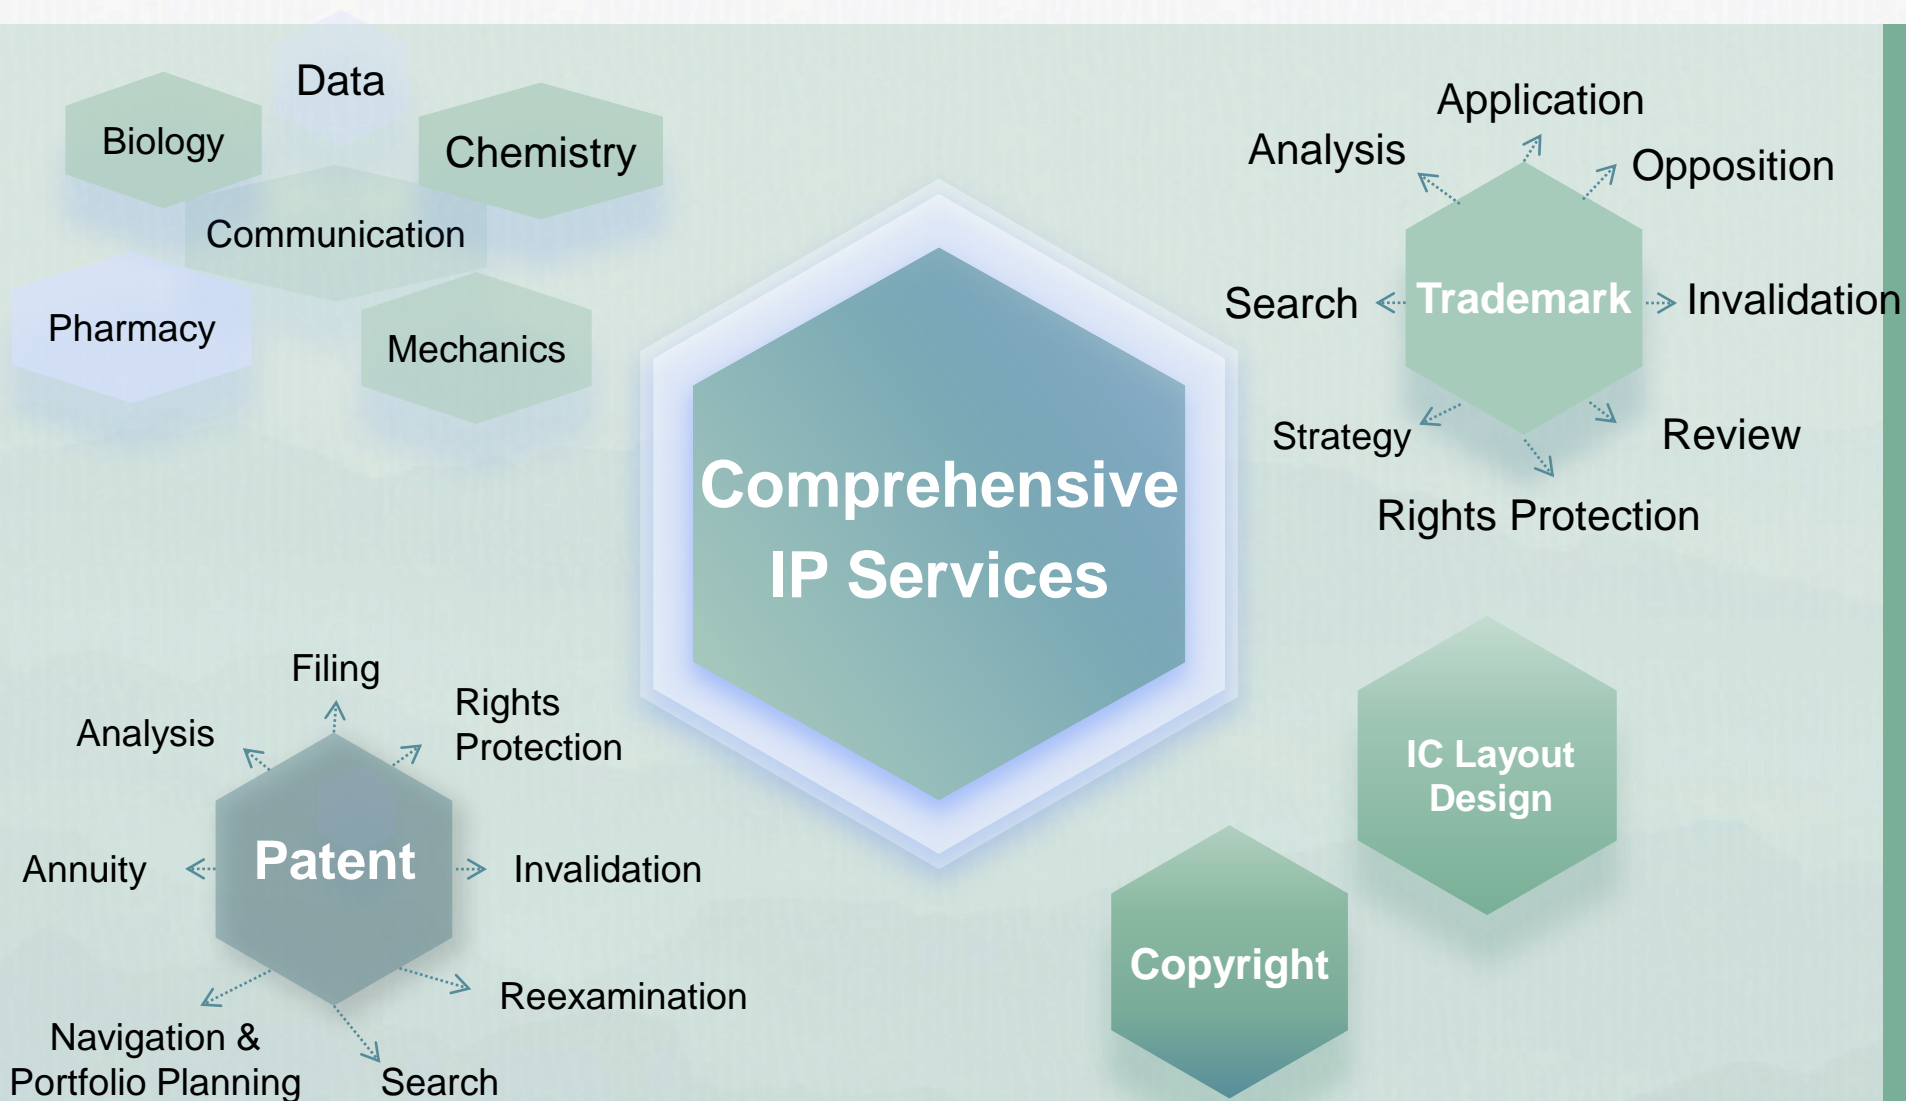 Data
Biology
Chemistry
Communication
Pharmacy
Mechanics
Comprehensive
IP Services
Application
Analysis
Opposition
Search
Trademark
Invalidation
Strategy
Review
Rights Protection
Filing
Rights
Protection
Analysis
Patent
Annuity
Invalidation
Reexamination
Navigation &
Portfolio Planning
Search
IC Layout
Design
Copyright